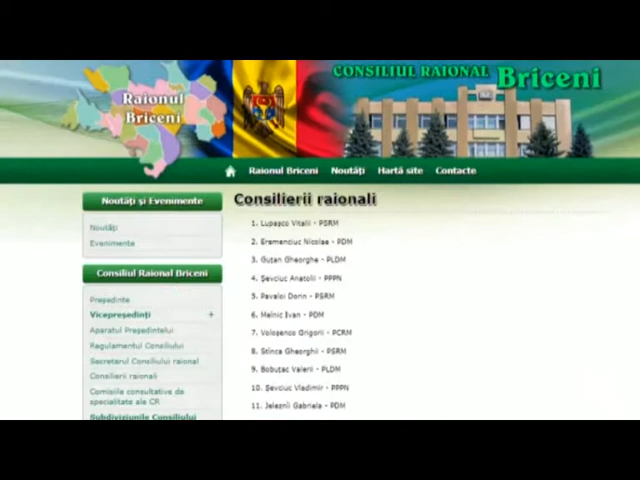 Raionul
Briceni
CONSILIUL RAIONAL Briceni
Raionul Briceni Noutăți Hartă site Contacte
Noutăți și Evenimente
Noutăți
Evenimente
Consiliul Raional Briceni
Președinte
Vicepreședinți +
Aparatul Președintelui
Regulamentul Consiliului
Secretarul Consiliului raional
Consilierii raionali
Comisiile consultative de
specialitate ale CR
Subdiviziunile Consiliului
Consilierii raionali
1. Lupașco Vitalii - PSRM
2. Eremenciuc Nicolae - PDM
3. Guțan Gheorghe - PLDM
4. Șevciuc Anatolii - PPPN
5. Pavaloi Dorin - PSRM
6. Melnic Ivan - PDM
7. Voloșenco Grigorii - PCRM
8. Stînca Gheorghii - PSRM
9. Bobuțac Valerii - PLDM
10. Șevciuc Vladimir - PPPN
11. Jeleznîi Gabriela - PDM